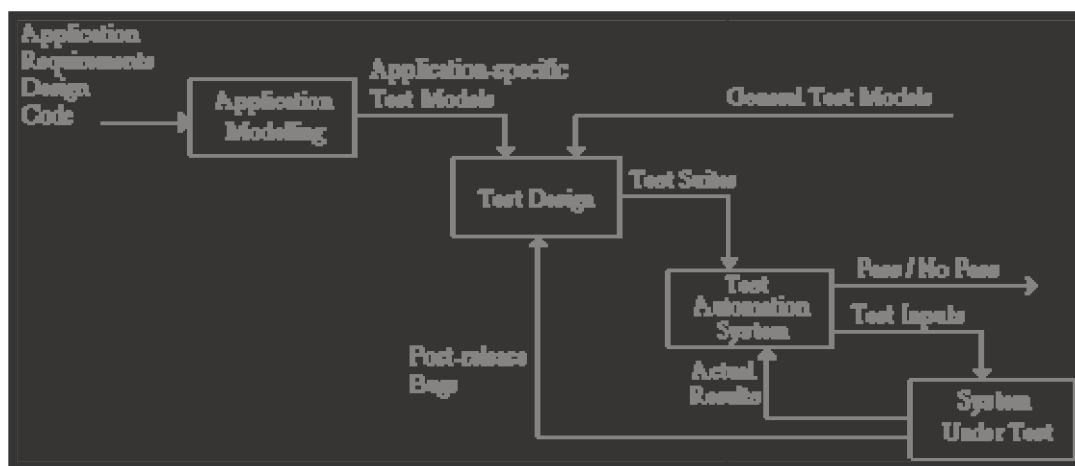 Application
Requirements
Design
Code
Application
Modelling
Application-specific
Test Models
General Test Models
Test Design
Test Suites
Test
Automation
System
Pass / No Pass
Test Inputs
Post-release
Bugs
Actual
Results
System
Under Test